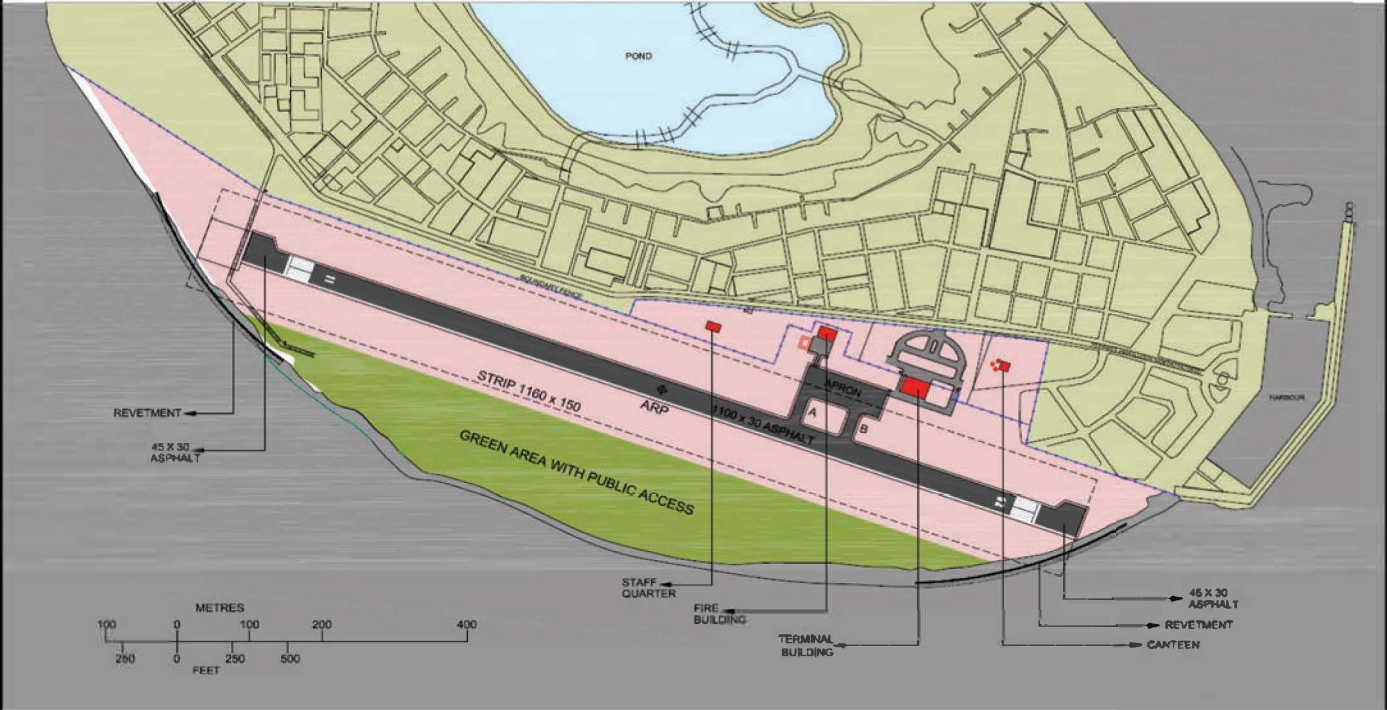 POND
BOUNDARY FENCE
STRIP 1160 x 150
ARP
1100 x 30 ASPHALT
APRON
A
B
HARBOUR
GREEN AREA WITH PUBLIC ACCESS
REVETMENT
45 X 30
ASPHALT
STAFF
QUARTER
FIRE
BUILDING
TERMINAL
BUILDING
45 X 30
ASPHALT
REVETMENT
CANTEEN
METRES
100 0 100 200 400
250 0 250 500
FEET